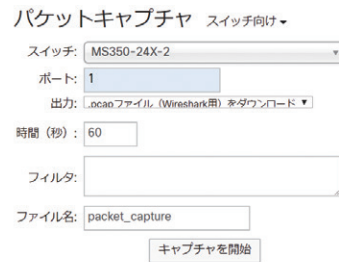 パケットキャプチャ スイッチ向け
スイッチ: MS350-24X-2
ポート: 1
出力: .pcapファイル（Wireshark用）をダウンロード
時間（秒）: 60
フィルタ:
ファイル名: packet_capture
キャプチャを開始